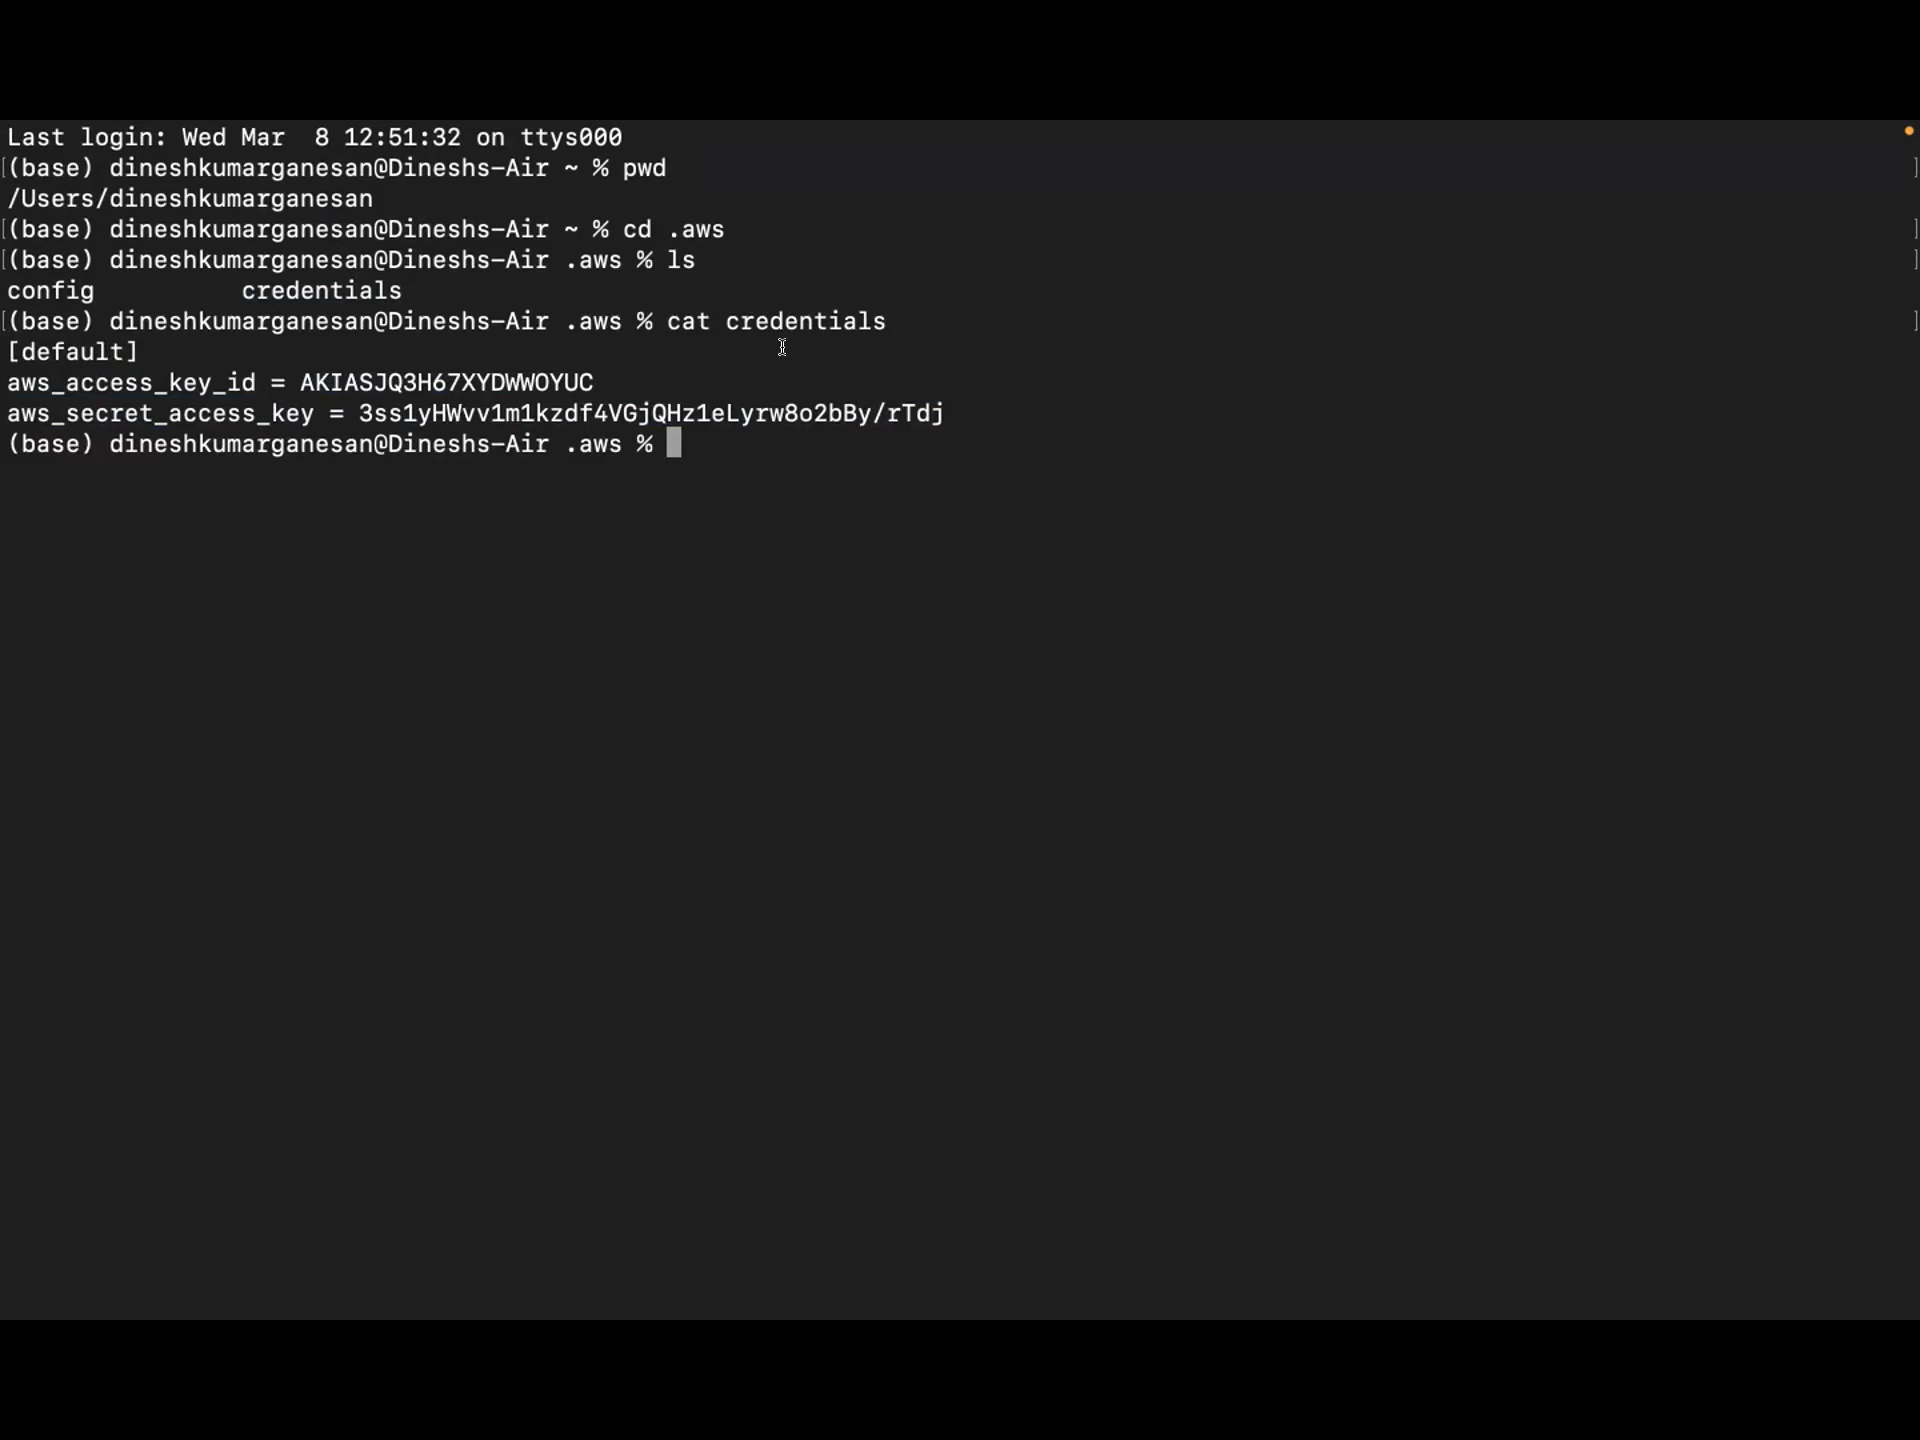 Last login: Wed Mar  8 12:51:32 on ttys000
[(base) dineshkumarganesan@Dineshs-Air ~ % pwd ]
/Users/dineshkumarganesan
[(base) dineshkumarganesan@Dineshs-Air ~ % cd .aws ]
[(base) dineshkumarganesan@Dineshs-Air .aws % ls ]
config          credentials
[(base) dineshkumarganesan@Dineshs-Air .aws % cat credentials ]
[default]
aws_access_key_id = AKIASJQ3H67XYDWWOYUC
aws_secret_access_key = 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
(base) dineshkumarganesan@Dineshs-Air .aws %